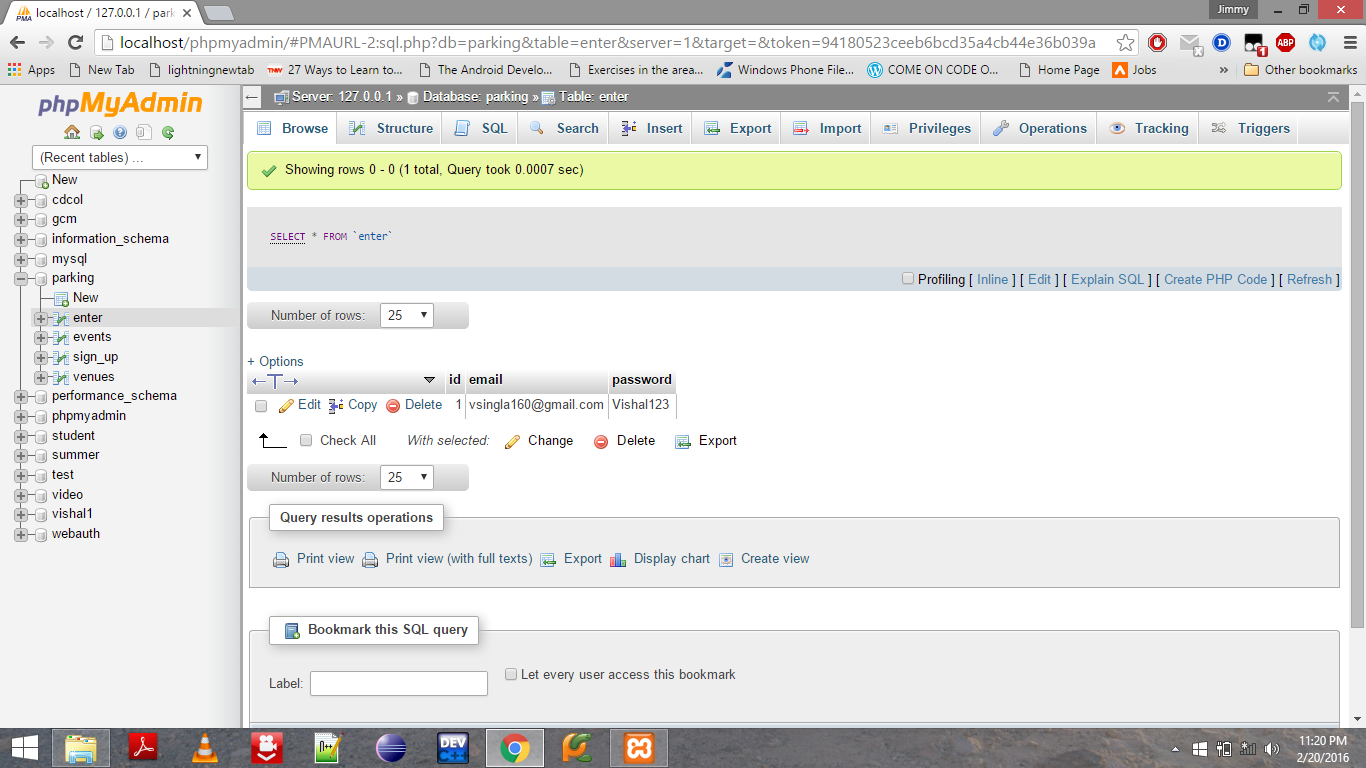 localhost / 127.0.0.1 / park
Jimmy
localhost/phpmyadmin/#PMAURL-2:sql.php?db=parking&table=enter&server=1&target=&token=94180523ceeb6bcd35a4cb44e36b039a
Apps New Tab lightningnewtab 27 Ways to Learn to... The Android Develo... Exercises in the area... Windows Phone File... COME ON CODE O... Home Page Jobs » Other bookmarks
phpMyAdmin
(Recent tables) ...
New
cdcol
gcm
information_schema
mysql
parking
New
enter
events
sign_up
venues
performance_schema
phpmyadmin
student
summer
test
video
vishal1
webauth
Server: 127.0.0.1 » Database: parking » Table: enter
Browse Structure SQL Search Insert Export Import Privileges Operations Tracking Triggers
Showing rows 0 - 0 (1 total, Query took 0.0007 sec)
SELECT * FROM `enter`
Profiling [ Inline ] [ Edit ] [ Explain SQL ] [ Create PHP Code ] [ Refresh ]
Number of rows: 25
+ Options
←T→ id email password
Edit Copy Delete 1 vsingla160@gmail.com Vishal123
Check All With selected: Change Delete Export
Number of rows: 25
Query results operations
Print view Print view (with full texts) Export Display chart Create view
Bookmark this SQL query
Label: Let every user access this bookmark
11:20 PM
2/20/2016